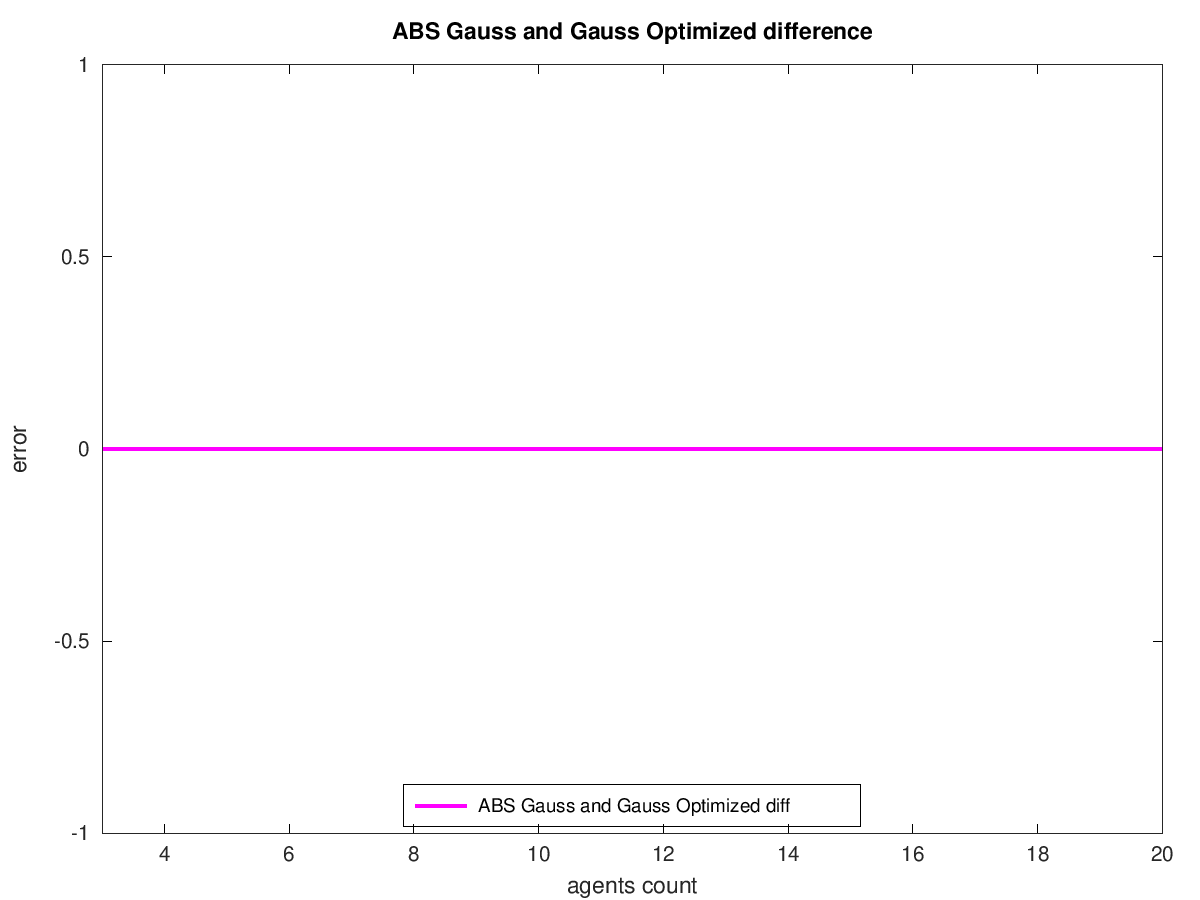 ABS Gauss and Gauss Optimized difference
1
0.5
0
-0.5
-1
error
ABS Gauss and Gauss Optimized diff
4 6 8 10 12 14 16 18 20
agents count